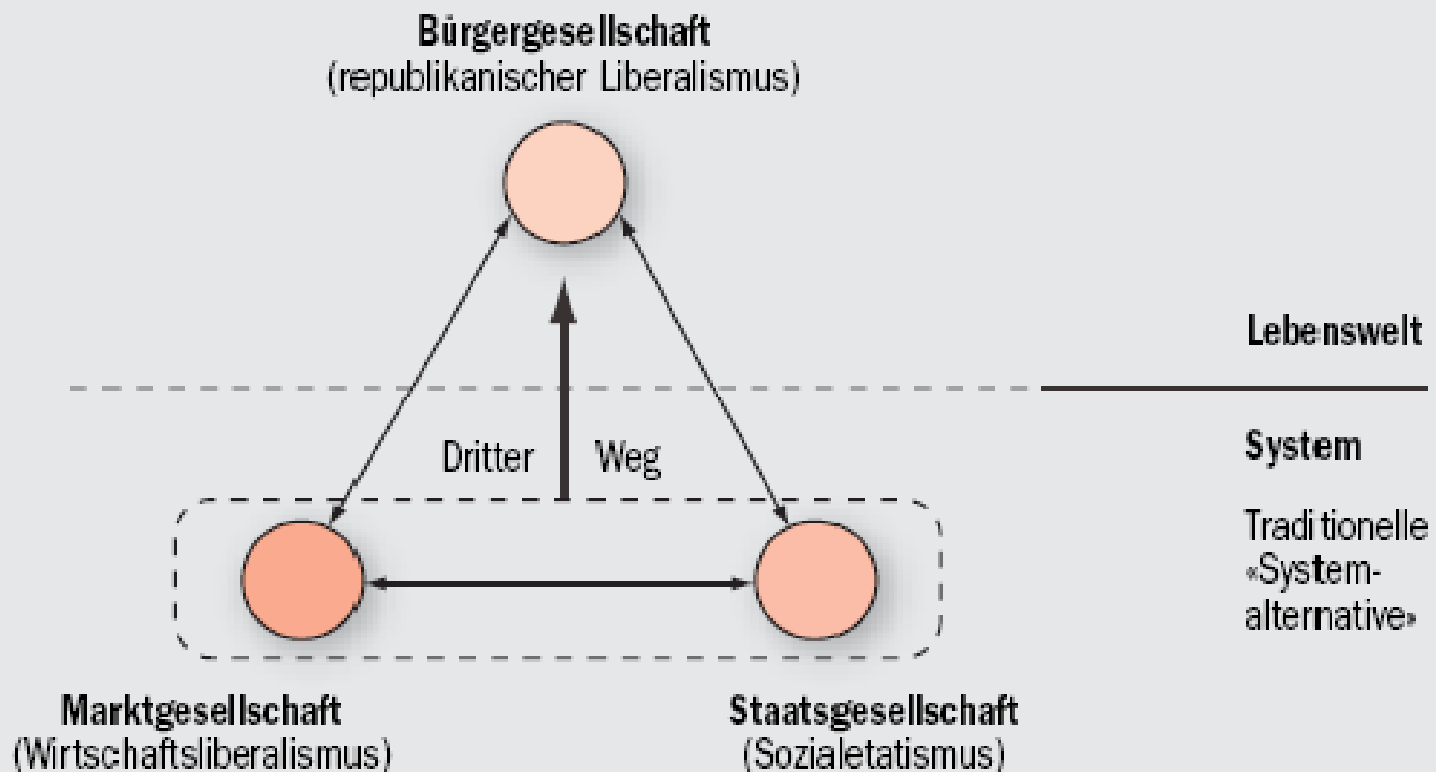 Bürgergesellschaft
(republikanischer Liberalismus)
Lebenswelt
Dritter Weg
System
Traditionelle
«System-
alternative»
Marktgesellschaft
(Wirtschaftsliberalismus)
Staatsgesellschaft
(Sozialetatismus)